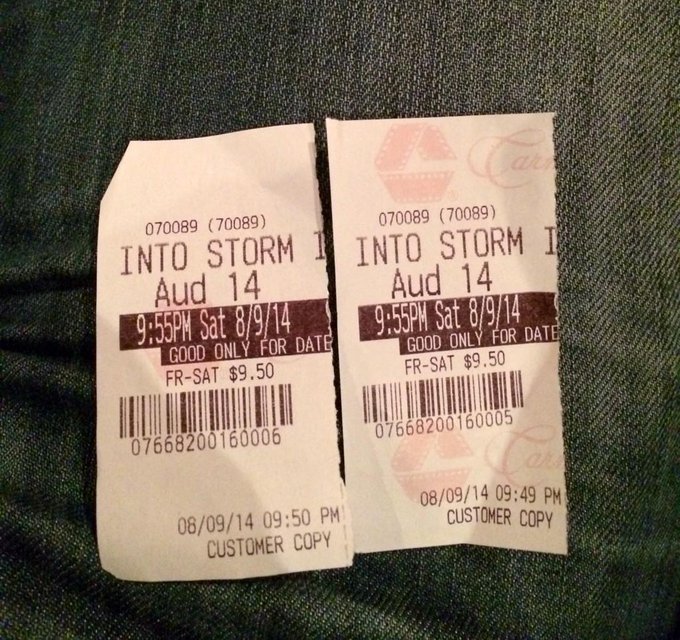 070089 (70089)
INTO STORM I
Aud 14
9:55PM Sat 8/9/14
GOOD ONLY FOR DATE
FR-SAT $9.50
07668200160006
08/09/14 09:50 PM
CUSTOMER COPY
070089 (70089)
INTO STORM I
Aud 14
9:55PM Sat 8/9/14
GOOD ONLY FOR DATE
FR-SAT $9.50
07668200160005
08/09/14 09:49 PM
CUSTOMER COPY